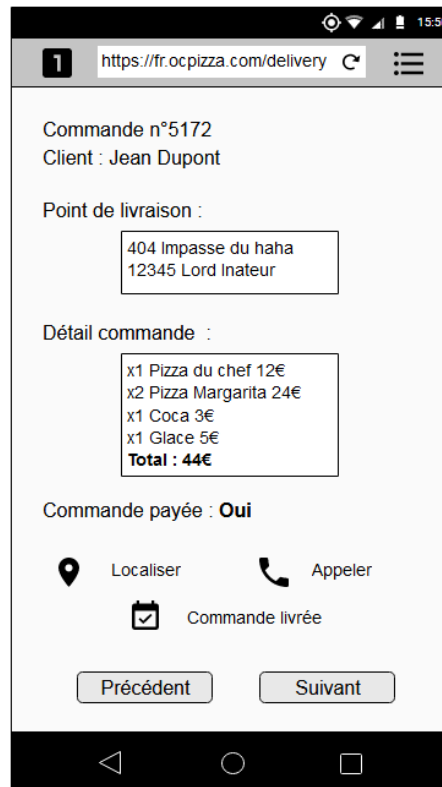 15:5
1
https://fr.ocpizza.com/delivery
Commande n°5172
Client : Jean Dupont
Point de livraison :
404 Impasse du haha
12345 Lord Inateur
Détail commande :
x1 Pizza du chef 12€
x2 Pizza Margarita 24€
x1 Coca 3€
x1 Glace 5€
Total : 44€
Commande payée : Oui
Localiser
Appeler
Commande livrée
Précédent
Suivant